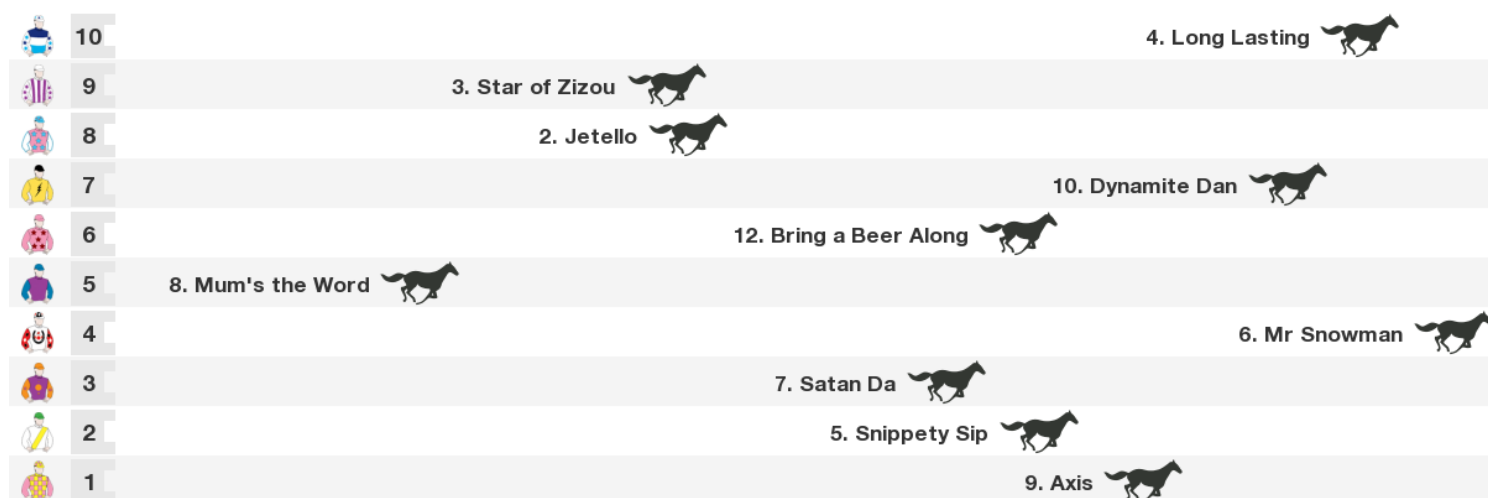 10 4. Long Lasting
9 3. Star of Zizou
8 2. Jetello
7 10. Dynamite Dan
6 12. Bring a Beer Along
5 8. Mum's the Word
4 6. Mr Snowman
3 7. Satan Da
2 5. Snippety Sip
1 9. Axis